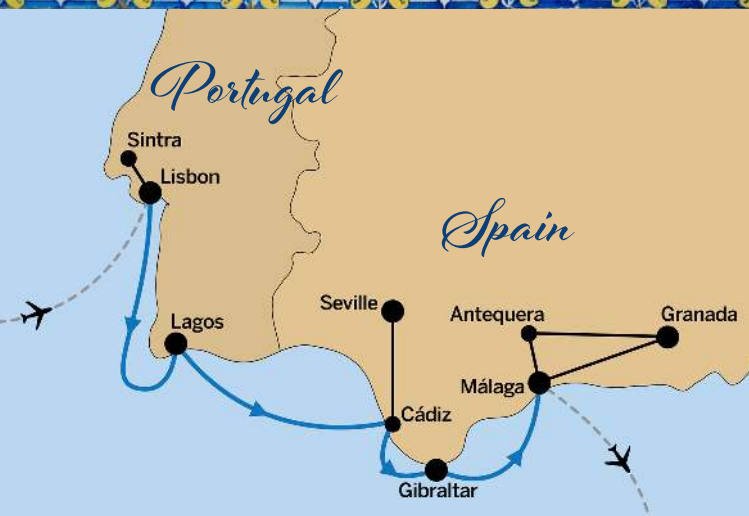 Portugal
Sintra
Lisbon
Spain
Seville
Antequera
Granada
Lagos
Málaga
Cádiz
Gibraltar